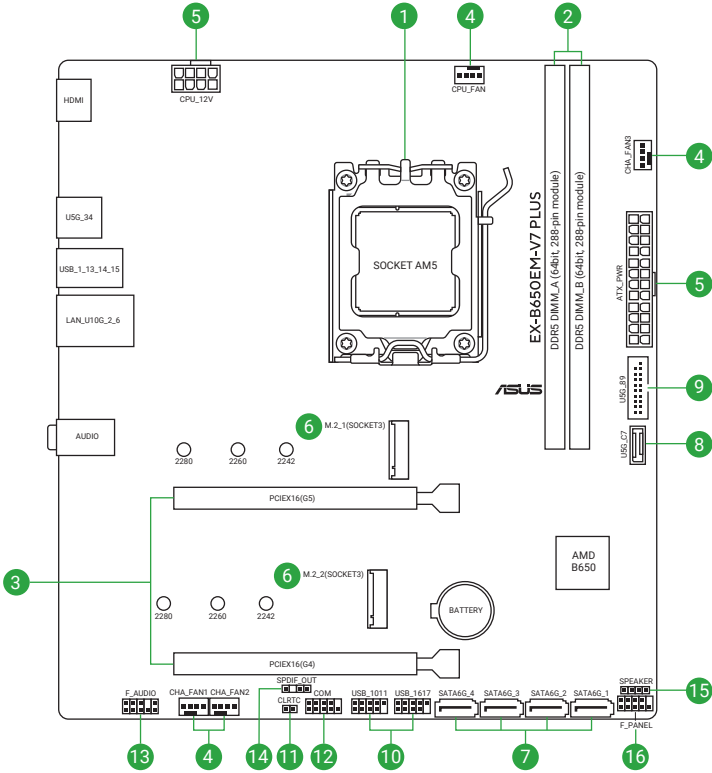 5
1
4
2
CPU_12V
CPU_FAN
HDMI
CHA_FAN3
4
U5G_34
SOCKET AM5
USB_1_13_14_15
LAN_U10G_2_6
EX-B650EM-V7 PLUS
DDR5 DIMM_A (64bit, 288-pin module)
DDR5 DIMM_B (64bit, 288-pin module)
ATX_PWR
5
ASUS
U5G_89
9
AUDIO
6
M.2_1(SOCKET3)
U5G_C7
8
2280
2260
2242
PCIEX16(G5)
3
AMD
B650
6
M.2_2(SOCKET3)
BATTERY
2280
2260
2242
PCIEX16(G4)
F_AUDIO
CHA_FAN1
CHA_FAN2
SPDIF_OUT
CLRTC
COM
USB_1011
USB_1617
SATA6G_4
SATA6G_3
SATA6G_2
SATA6G_1
SPEAKER
15
F_PANEL
13
4
14
11
12
10
7
16